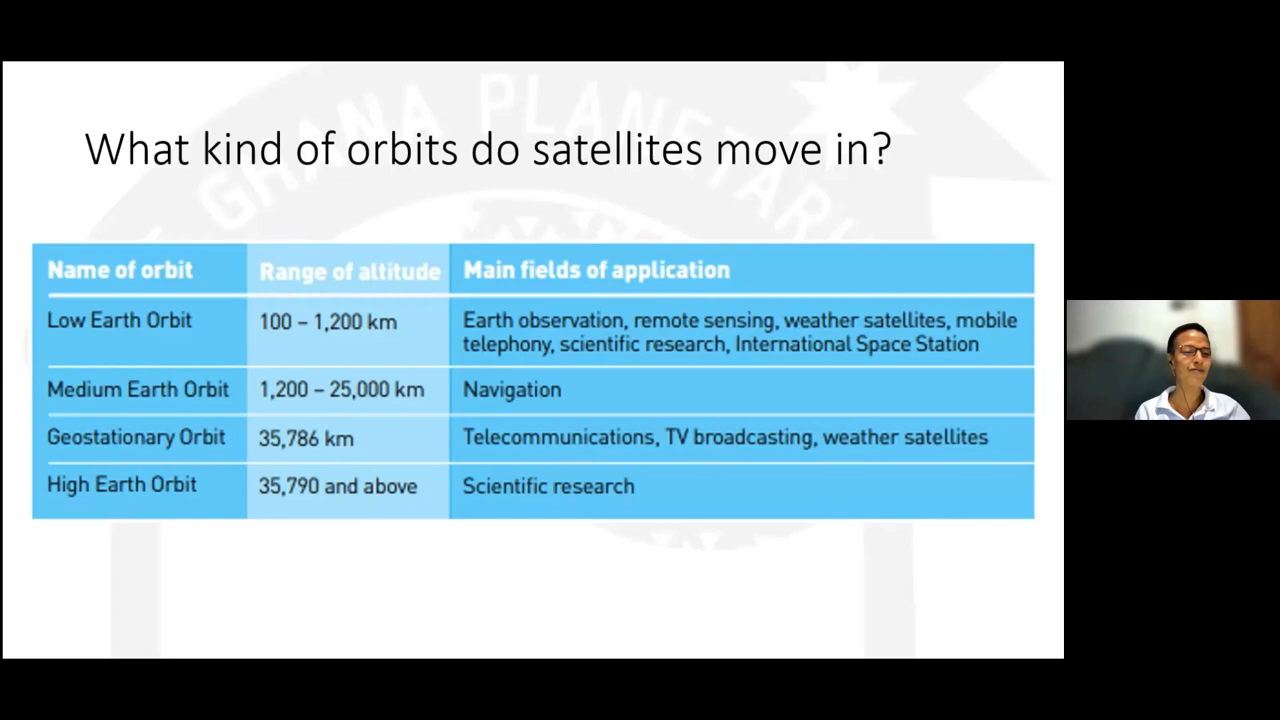 THE GHANA PLANETARIUM
What kind of orbits do satellites move in?
Name of orbit Range of altitude Main fields of application
Low Earth Orbit 100 – 1,200 km Earth observation, remote sensing, weather satellites, mobile
telephony, scientific research, International Space Station
Medium Earth Orbit 1,200 – 25,000 km Navigation
Geostationary Orbit 35,786 km Telecommunications, TV broadcasting, weather satellites
High Earth Orbit 35,790 and above Scientific research